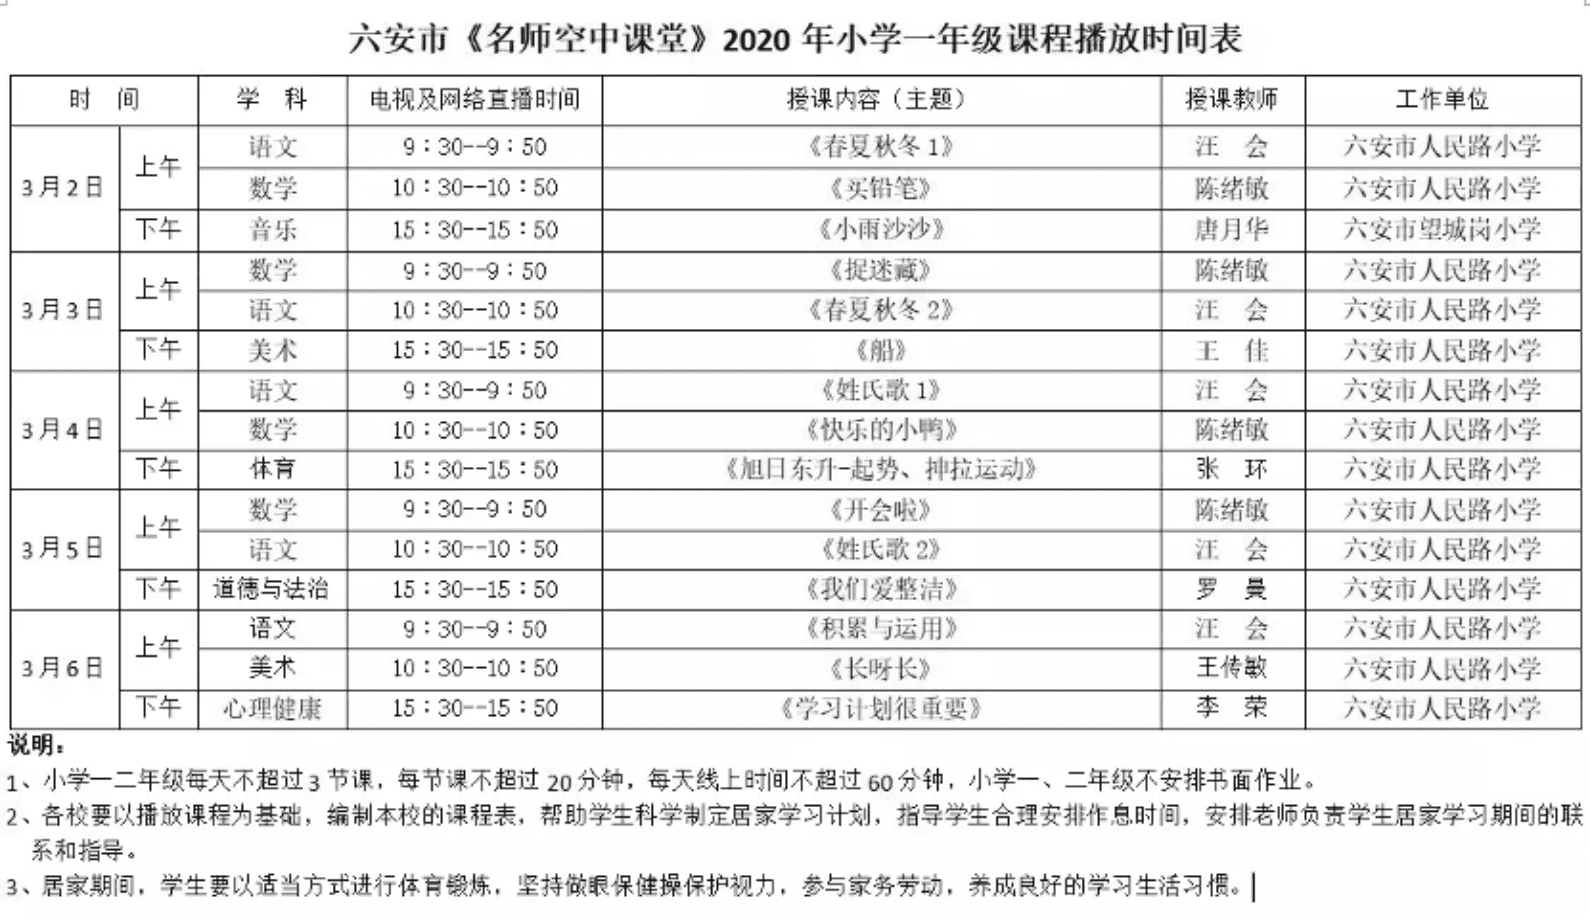 六安市《名师空中课堂》2020 年小学一年级课程播放时间表
时 间 学 科 电视及网络直播时间 授课内容（主题） 授课教师 工作单位
3月2日 上午 语文 9：30--9：50 《春夏秋冬 1》 汪 会 六安市人民路小学
数学 10：30--10：50 《买铅笔》 陈绪敏 六安市人民路小学
下午 音乐 15：30--15：50 《小雨沙沙》 唐月华 六安市望城岗小学
3月3日 上午 数学 9：30--9：50 《捉迷藏》 陈绪敏 六安市人民路小学
语文 10：30--10：50 《春夏秋冬 2》 汪 会 六安市人民路小学
下午 美术 15：30--15：50 《船》 王 佳 六安市人民路小学
3月4日 上午 语文 9：30--9：50 《姓氏歌 1》 汪 会 六安市人民路小学
数学 10：30--10：50 《快乐的小鸭》 陈绪敏 六安市人民路小学
下午 体育 15：30--15：50 《旭日东升-起势、抻拉运动》 张 环 六安市人民路小学
3月5日 上午 数学 9：30--9：50 《开会啦》 陈绪敏 六安市人民路小学
语文 10：30--10：50 《姓氏歌 2》 汪 会 六安市人民路小学
下午 道德与法治 15：30--15：50 《我们爱整洁》 罗 曼 六安市人民路小学
3月6日 上午 语文 9：30--9：50 《积累与运用》 汪 会 六安市人民路小学
美术 10：30--10：50 《长呀长》 王传敏 六安市人民路小学
下午 心理健康 15：30--15：50 《学习计划很重要》 李 荣 六安市人民路小学
说明：
1、小学一二年级每天不超过 3 节课，每节课不超过 20 分钟，每天线上时间不超过 60 分钟，小学一、二年级不安排书面作业。
2、各校要以播放课程为基础，编制本校的课程表，帮助学生科学制定居家学习计划，指导学生合理安排作息时间，安排老师负责学生居家学习期间的联
系和指导。
3、居家期间，学生要以适当方式进行体育锻炼，坚持做眼保健操保护视力，参与家务劳动，养成良好的学习生活习惯。